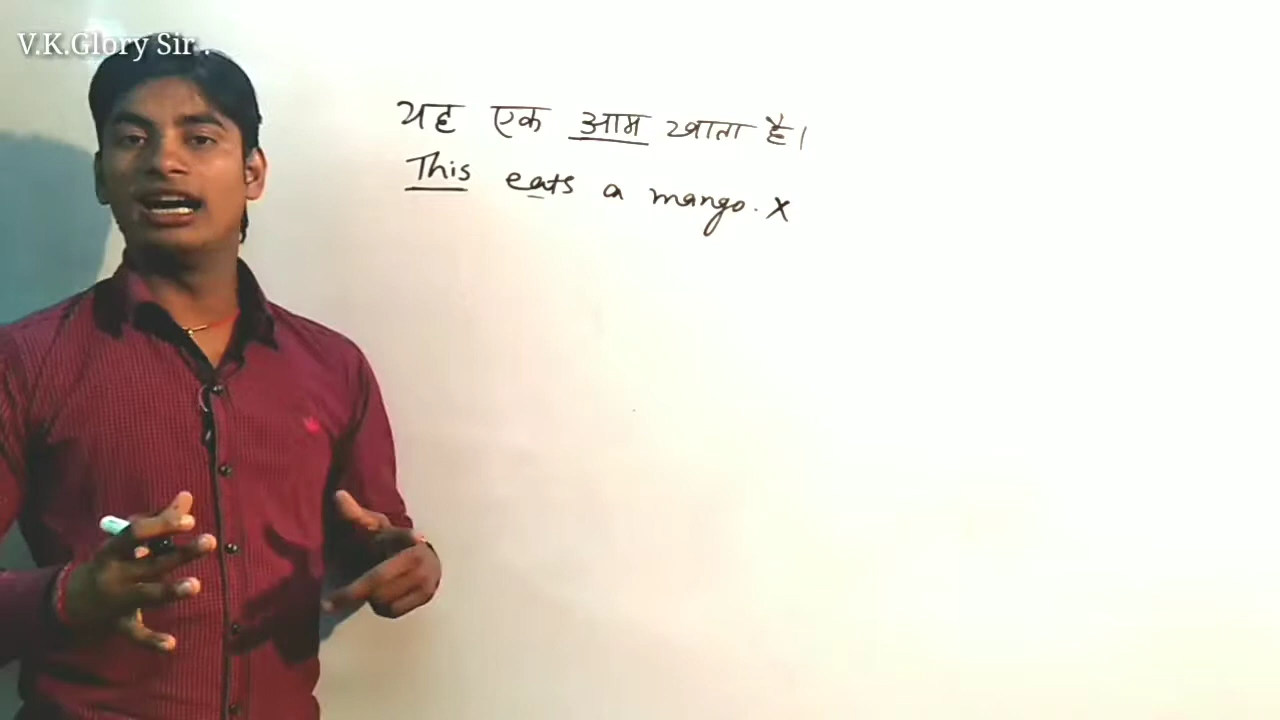 V.K.Glory Sir .
यह एक आम खाता है।
This eats a mango. X